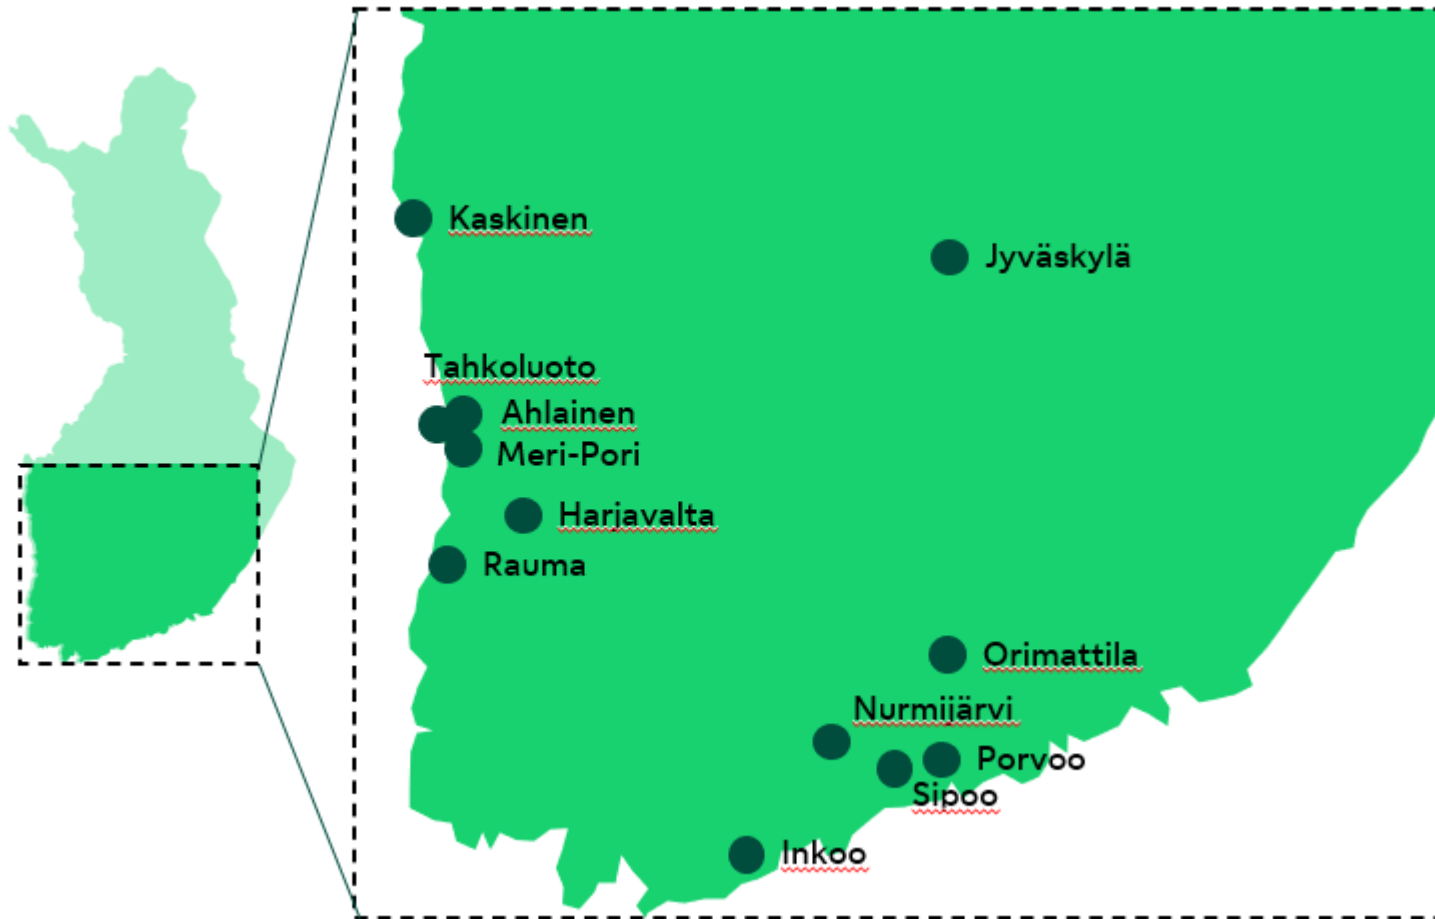 Kaskinen
Jyväskylä
Tahkoluoto
Ahlainen
Meri-Pori
Harjavalta
Rauma
Orimattila
Nurmijärvi
Porvoo
Sipoo
Inkoo